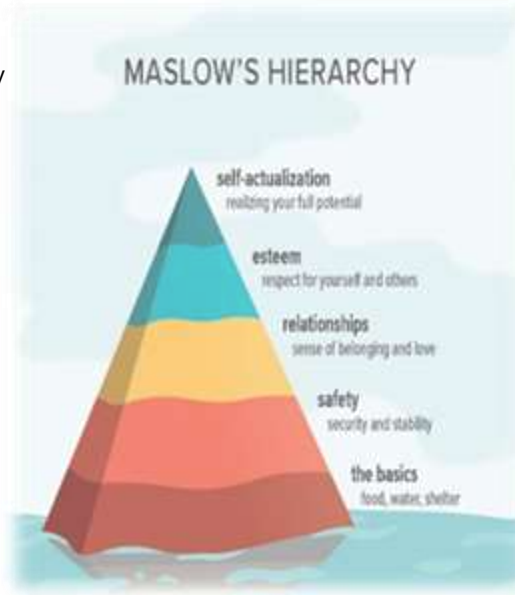 y
MASLOW'S HIERARCHY
self-actualization
realizing your full potential
esteem
respect for yourself and others
relationships
sense of belonging and love
safety
security and stability
the basics
food, water, shelter